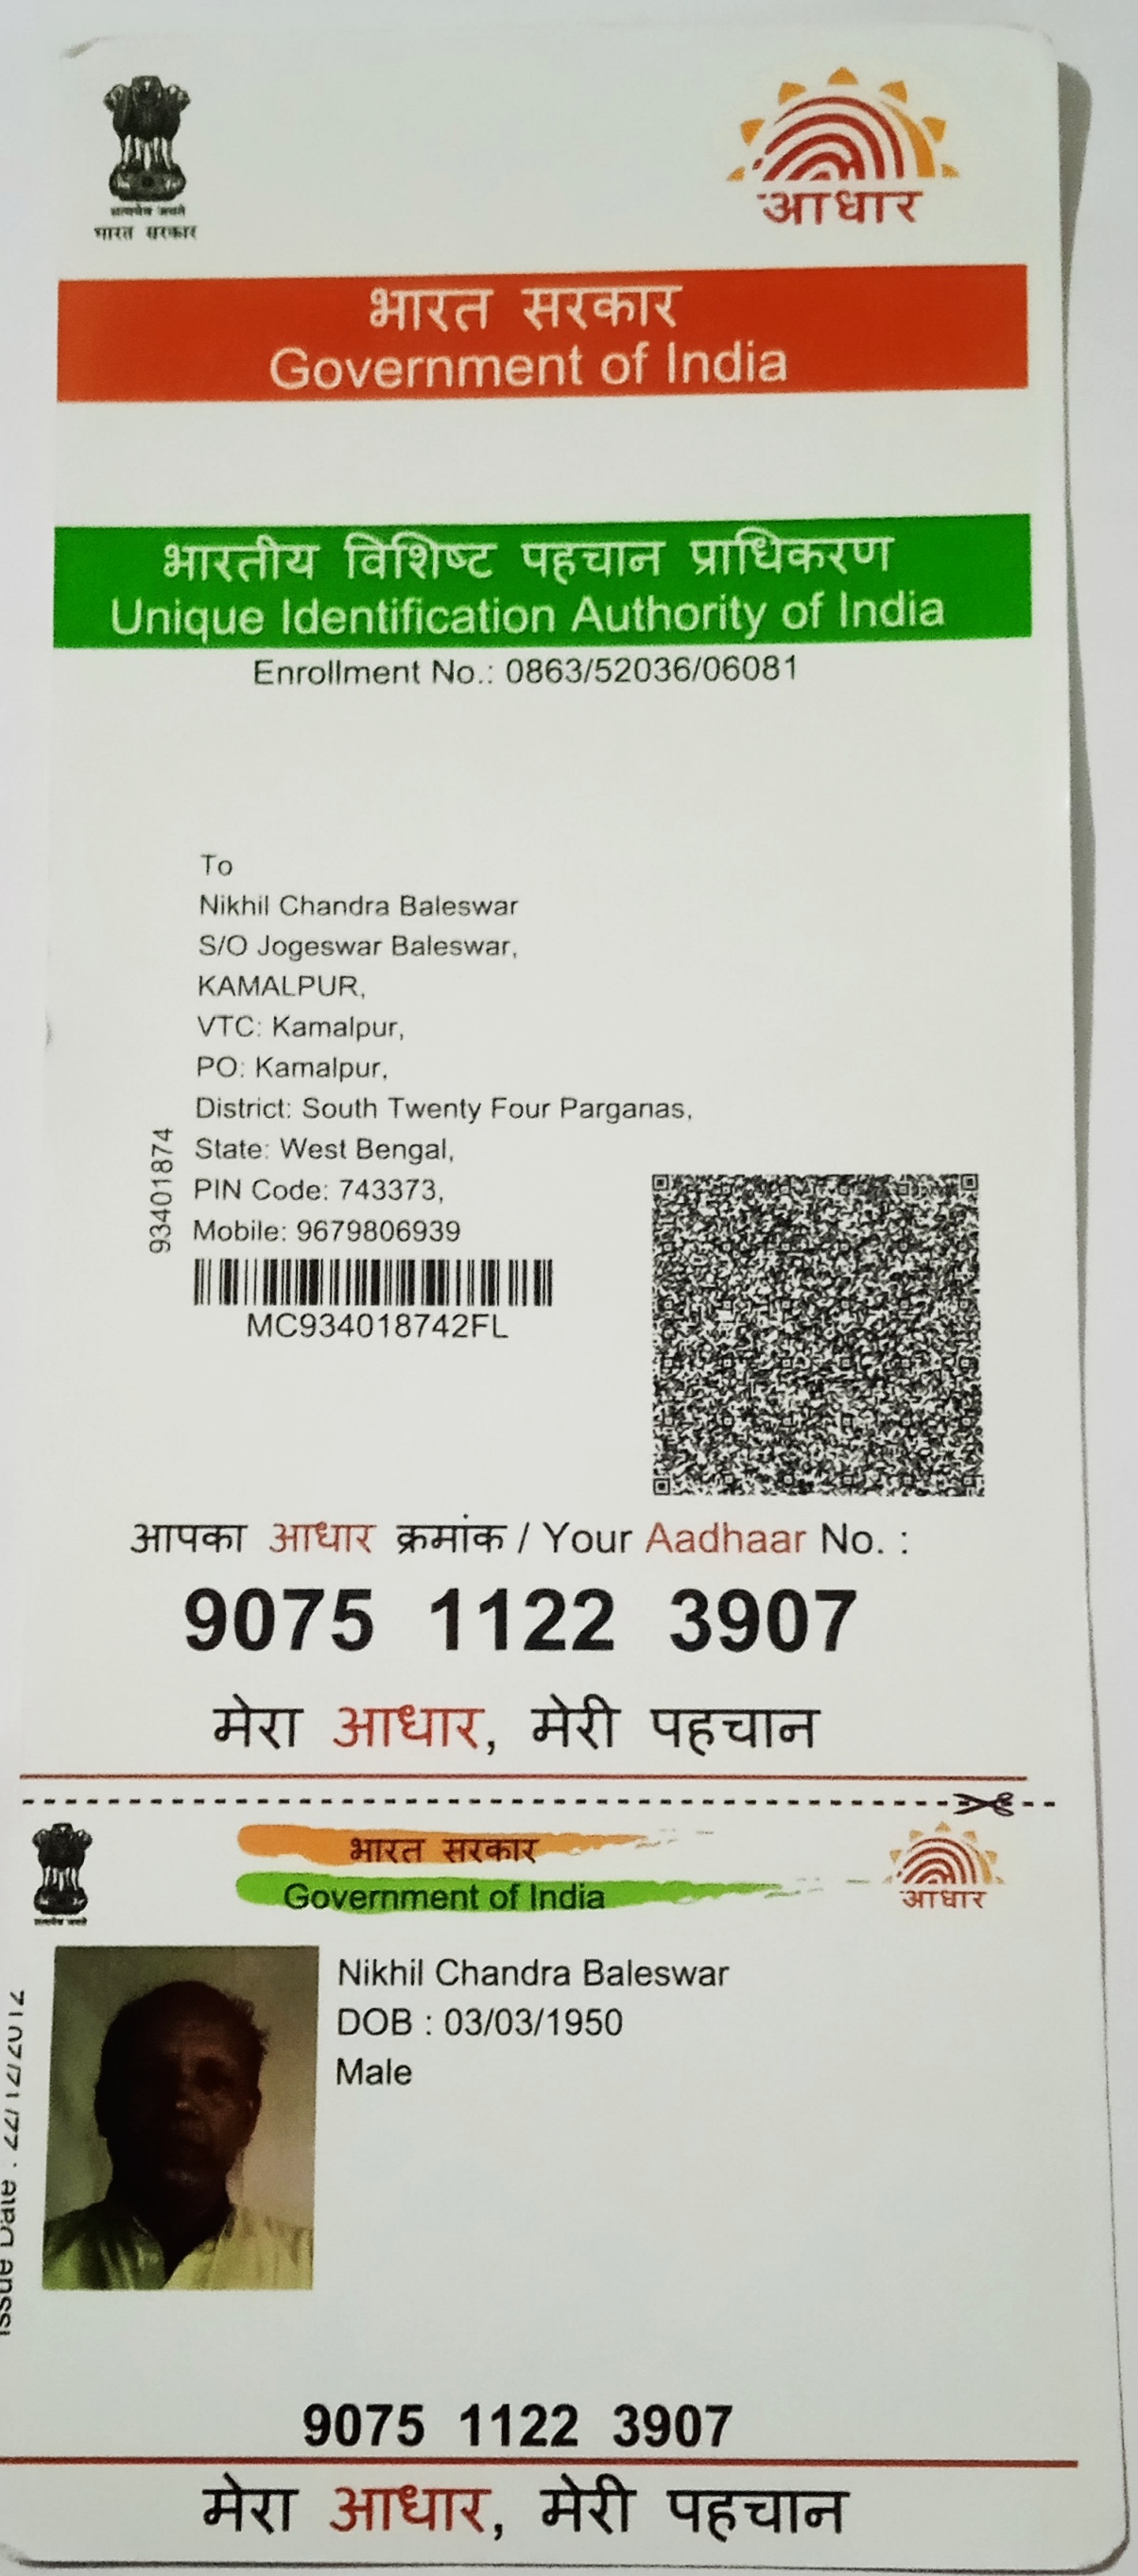 सत्यमेव जयते
भारत सरकार
आधार
भारत सरकार
Government of India
भारतीय विशिष्ट पहचान प्राधिकरण
Unique Identification Authority of India
Enrollment No.: 0863/52036/06081
To
Nikhil Chandra Baleswar
S/O Jogeswar Baleswar,
KAMALPUR,
VTC: Kamalpur,
PO: Kamalpur,
District: South Twenty Four Parganas,
State: West Bengal,
PIN Code: 743373,
Mobile: 9679806939
93401874
MC934018742FL
आपका आधार क्रमांक / Your Aadhaar No. :
9075 1122 3907
मेरा आधार, मेरी पहचान
भारत सरकार
Government of India
आधार
सत्यमेव जयते
Nikhil Chandra Baleswar
DOB : 03/03/1950
Male
Issue Date : 22/12/2012
9075 1122 3907
मेरा आधार, मेरी पहचान